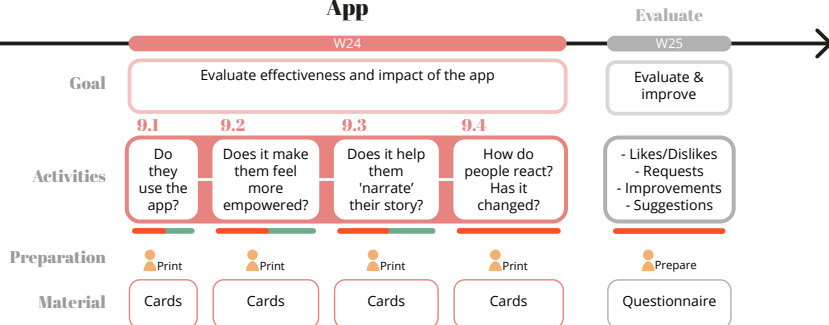 App
Evaluate
W24
W25
Goal
Evaluate effectiveness and impact of the app
Evaluate &
improve
9.1
9.2
9.3
9.4
Activities
Do
they
use the
app?
Does it make
them feel
more
empowered?
Does it help
them
'narrate’
their story?
How do
people react?
Has it
changed?
- Likes/Dislikes
- Requests
- Improvements
- Suggestions
Preparation
Print
Print
Print
Print
Prepare
Material
Cards
Cards
Cards
Cards
Questionnaire